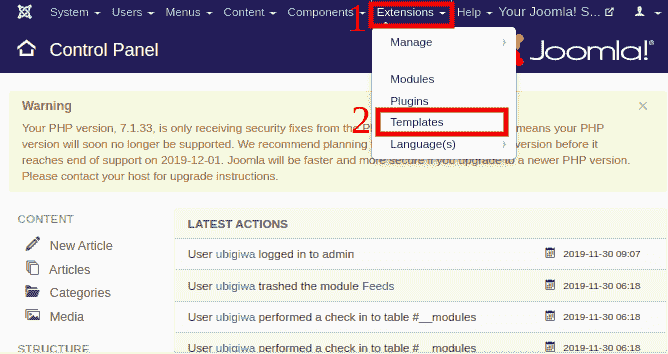 System Users Menus Content Components 1 Extensions Help Your Joomla! S...
Control Panel
Joomla!®
Manage
Modules
Plugins
2 Templates
Language(s)
Warning
Your PHP version, 7.1.33, is only receiving security fixes from the P means your PHP
version will soon no longer be supported. We recommend planning version before it
reaches end of support on 2019-12-01. Joomla will be faster and more secure if you upgrade to a newer PHP version.
Please contact your host for upgrade instructions.
CONTENT
New Article
Articles
Categories
Media
STRUCTURE
LATEST ACTIONS
User ubigiwa logged in to admin 2019-11-30 09:07
User ubigiwa trashed the module Feeds 2019-11-30 06:18
User ubigiwa performed a check in to table #__modules 2019-11-30 06:18
User ubigiwa performed a check in to table #__modules 2019-11-30 06:18